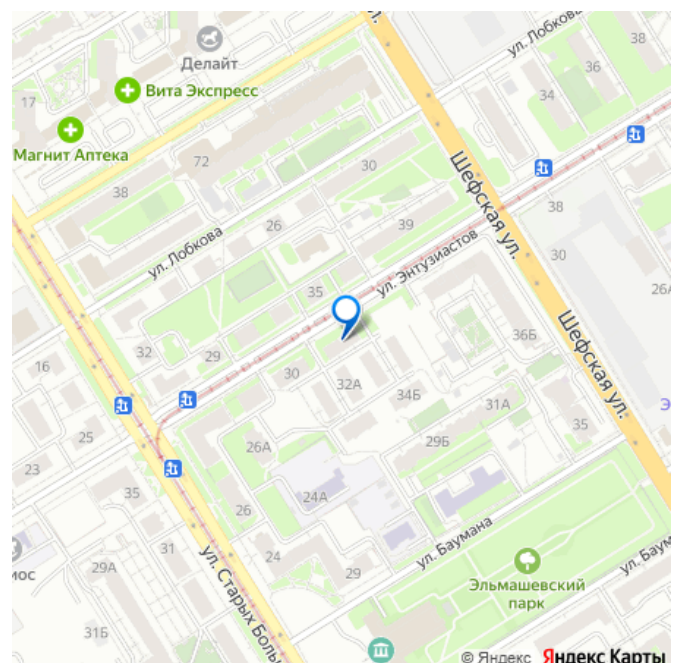 ул. Лобкова
38
Делайт
36
17
Вита Экспресс
34
Магнит Аптека
72
30
Шефская ул.
38
38
39
26
ул. Лобкова
ул. Энтузиастов
30
26А
35
36Б
Шефская ул.
32
29
16
30
32А
34Б
31А
Э
25
26А
29Б
35
23
24А
35
26
ул. Баумана
31
24
ул. Старых Боль
иос
29А
29
Эльмашевский
парк
ул. Баум
31Б
© Яндекс Яндекс Карты